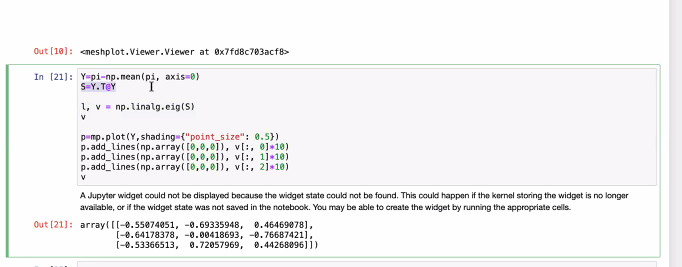 Out[10]: <meshplot.Viewer.Viewer at 0x7fd8c703acf8>
In [21]: Y=pi-np.mean(pi, axis=0)
S=Y.T@Y
l, v = np.linalg.eig(S)
v
p=mp.plot(Y,shading={"point_size": 0.5})
p.add_lines(np.array([0,0,0]), v[:, 0]*10)
p.add_lines(np.array([0,0,0]), v[:, 1]*10)
p.add_lines(np.array([0,0,0]), v[:, 2]*10)
v
A Jupyter widget could not be displayed because the widget state could not be found. This could happen if the kernel storing the widget is no longer
available, or if the widget state was not saved in the notebook. You may be able to create the widget by running the appropriate cells.
Out[21]: array([[-0.55074051, -0.69335948, 0.46469078],
[-0.64178378, -0.00418693, -0.76687421],
[-0.53366513, 0.72057969, 0.44268096]])